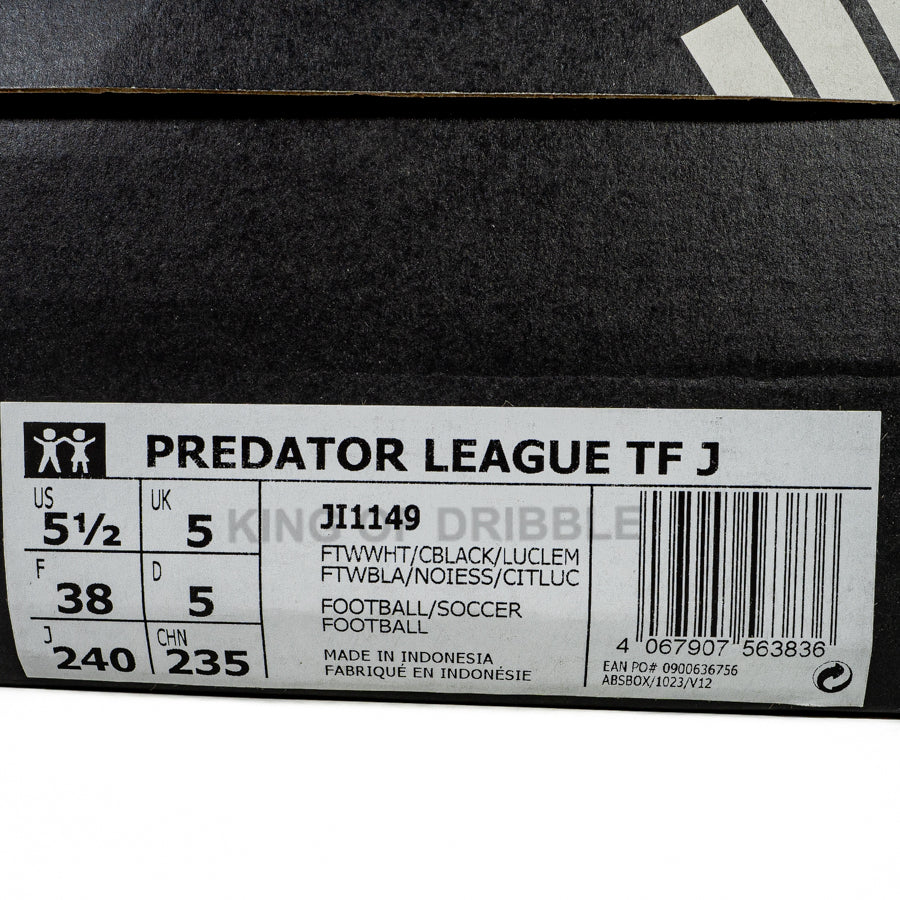 PREDATOR LEAGUE TF J
US
5½
UK
5
F
38
D
5
J
240
CHN
235
KING OF DRIBBLE
JI1149
FTWWHT/CBLACK/LUCLEM
FTWBLA/NOIESS/CITLUC
FOOTBALL/SOCCER
FOOTBALL
MADE IN INDONESIA
FABRIQUÉ EN INDONÉSIE
4 067907 563836
EAN PO# 0900636756
ABSBOX/1023/V12